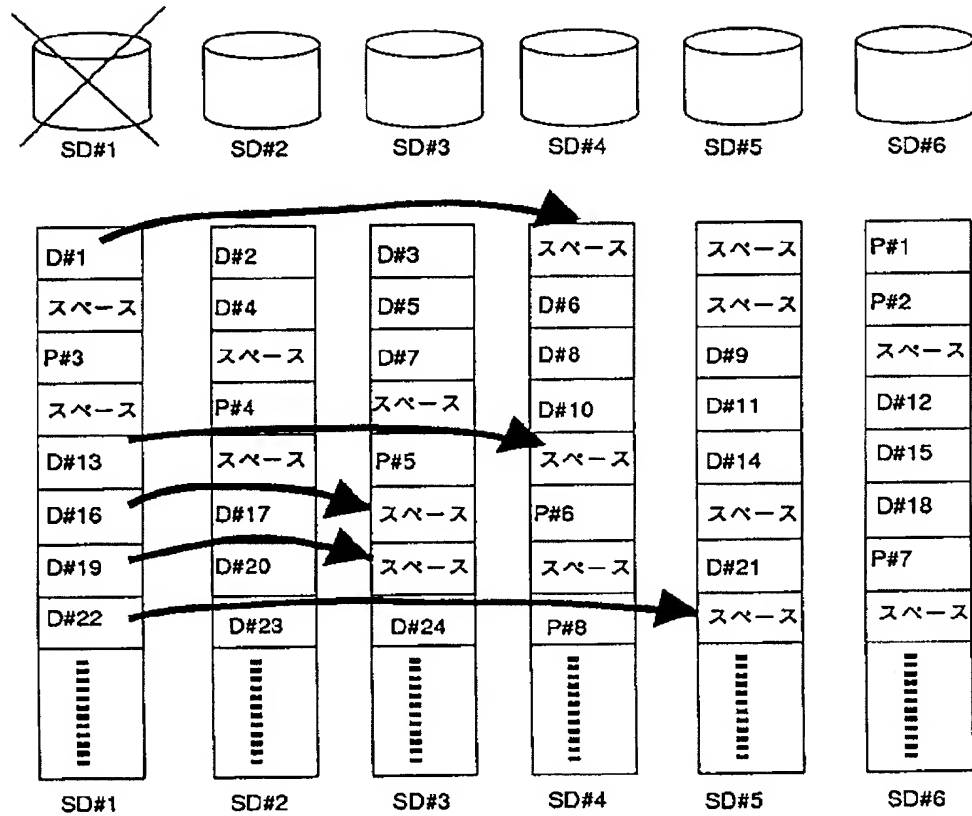 SD#1 SD#2 SD#3 SD#4 SD#5 SD#6
D#1 D#2 D#3 スペース スペース P#1
スペース D#4 D#5 D#6 スペース P#2
P#3 スペース D#7 D#8 D#9 スペース
スペース P#4 スペース D#10 D#11 D#12
D#13 スペース P#5 スペース D#14 D#15
D#16 D#17 スペース P#6 スペース D#18
D#19 D#20 スペース スペース D#21 P#7
D#22 D#23 D#24 P#8 スペース スペース
SD#1 SD#2 SD#3 SD#4 SD#5 SD#6